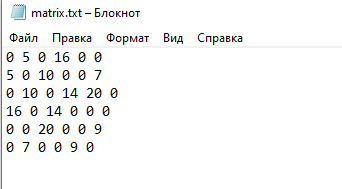 matrix.txt – Блокнот
Файл Правка Формат Вид Справка
0 5 0 16 0 0
5 0 10 0 0 7
0 10 0 14 20 0
16 0 14 0 0 0
0 0 20 0 0 9
0 7 0 0 9 0